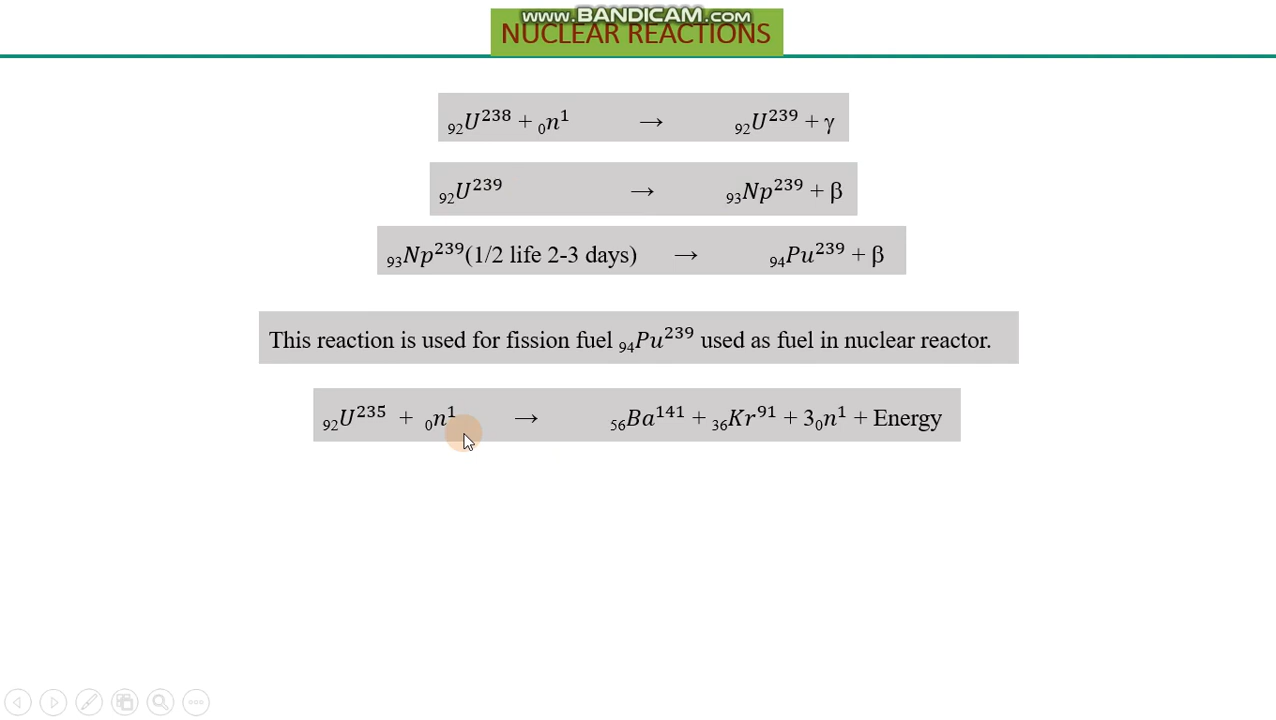 www.BANDICAM.com
NUCLEAR REACTIONS
₉₂U²³⁸ + ₀n¹ → ₉₂U²³⁹ + γ
₉₂U²³⁹ → ₉₃Np²³⁹ + β
₉₃Np²³⁹(1/2 life 2-3 days) → ₉₄Pu²³⁹ + β
This reaction is used for fission fuel ₉₄Pu²³⁹ used as fuel in nuclear reactor.
₉₂U²³⁵ + ₀n¹ → ₅₆Ba¹⁴¹ + ₃₆Kr⁹¹ + 3₀n¹ + Energy